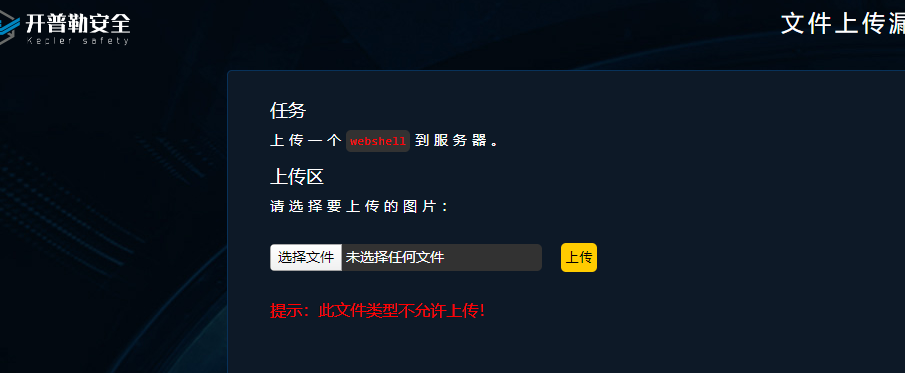 开普勒安全
Kepler safety
文件上传漏
任务
上传一个 webshell 到服务器。
上传区
请选择要上传的图片：
选择文件 未选择任何文件 上传
提示：此文件类型不允许上传！